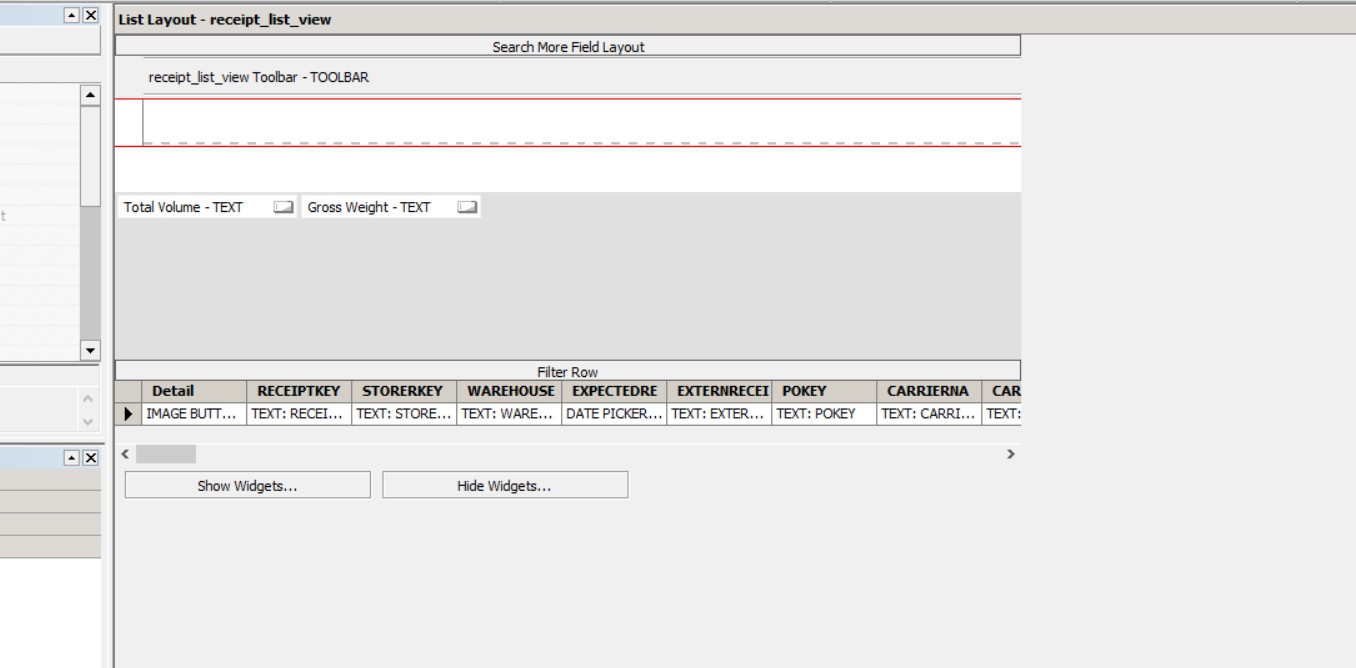 List Layout - receipt_list_view
Search More Field Layout
receipt_list_view Toolbar - TOOLBAR
t
Total Volume - TEXT Gross Weight - TEXT
Filter Row
Detail RECEIPTKEY STORERKEY WAREHOUSE EXPECTEDRE EXTERNRECEI POKEY CARRIERNA CAR
IMAGE BUTT... TEXT: RECEI... TEXT: STORE... TEXT: WARE... DATE PICKER... TEXT: EXTER... TEXT: POKEY TEXT: CARRI... TEXT:
Show Widgets... Hide Widgets...